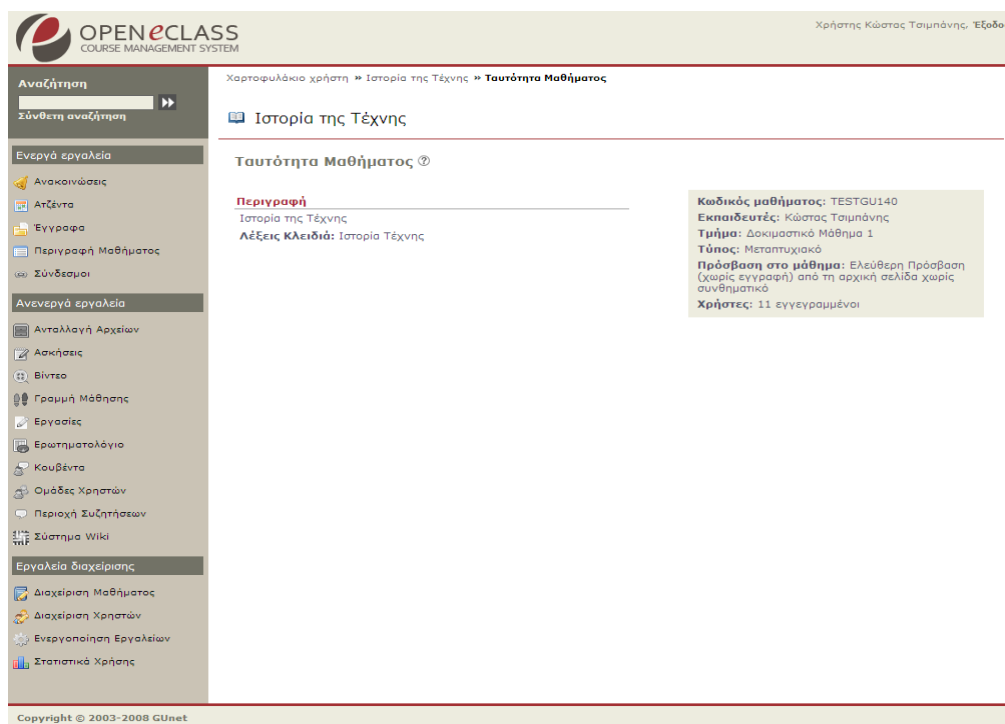 OPEN eCLASS
COURSE MANAGEMENT SYSTEM
Χρήστης Κώστας Τσιμπάνης, Έξοδο
Αναζήτηση
Σύνθετη αναζήτηση
Χαρτοφυλάκιο χρήστη » Ιστορία της Τέχνης » Ταυτότητα Μαθήματος
Ιστορία της Τέχνης
Ενεργά εργαλεία
Ανακοινώσεις
Ατζέντα
Έγγραφα
Περιγραφή Μαθήματος
Σύνδεσμοι
Ανενεργά εργαλεία
Ανταλλαγή Αρχείων
Ασκήσεις
Βίντεο
Γραμμή Μάθησης
Εργασίες
Ερωτηματολόγιο
Κουβέντα
Ομάδες Χρηστών
Περιοχή Συζητήσεων
Σύστημα Wiki
Εργαλεία διαχείρισης
Διαχείριση Μαθήματος
Διαχείριση Χρηστών
Ενεργοποίηση Εργαλείων
Στατιστικά Χρήσης
Ταυτότητα Μαθήματος
Περιγραφή
Ιστορία της Τέχνης
Λέξεις Κλειδιά: Ιστορία Τέχνης
Κωδικός μαθήματος: TESTGU140
Εκπαιδευτές: Κώστας Τσιμπάνης
Τμήμα: Δοκιμαστικό Μάθημα 1
Τύπος: Μεταπτυχιακό
Πρόσβαση στο μάθημα: Ελεύθερη Πρόσβαση
(χωρίς εγγραφή) από τη αρχική σελίδα χωρίς
συνθηματικό
Χρήστες: 11 εγγεγραμμένοι
Copyright © 2003-2008 GUnet